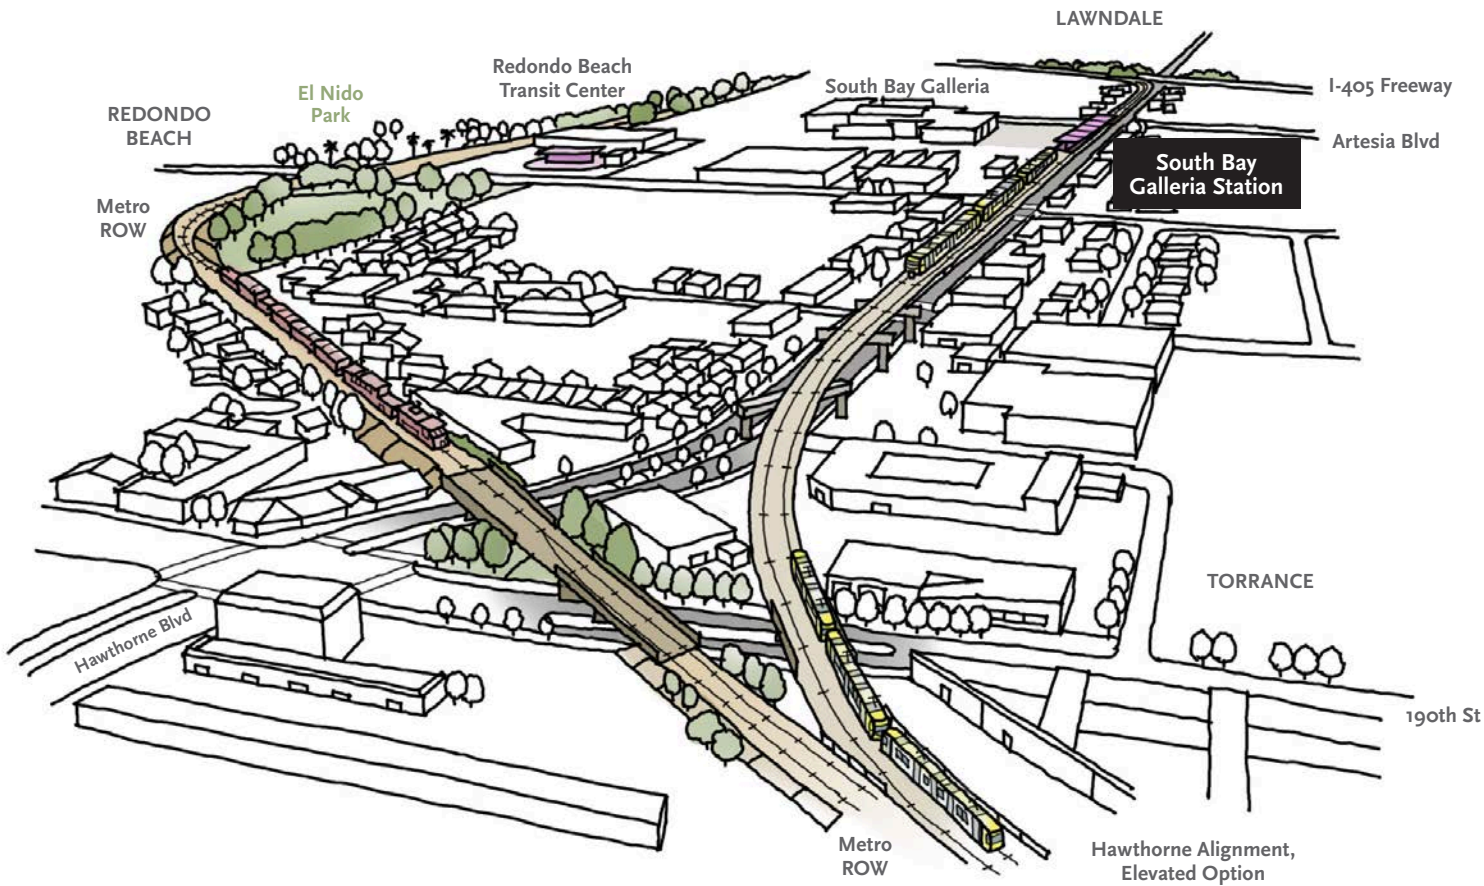 LAWNDALE
Redondo Beach
Transit Center
South Bay Galleria
I-405 Freeway
El Nido
Park
REDONDO
BEACH
Artesia Blvd
South Bay
Galleria Station
Metro
ROW
TORRANCE
Hawthorne Blvd
190th St
Metro
ROW
Hawthorne Alignment,
Elevated Option